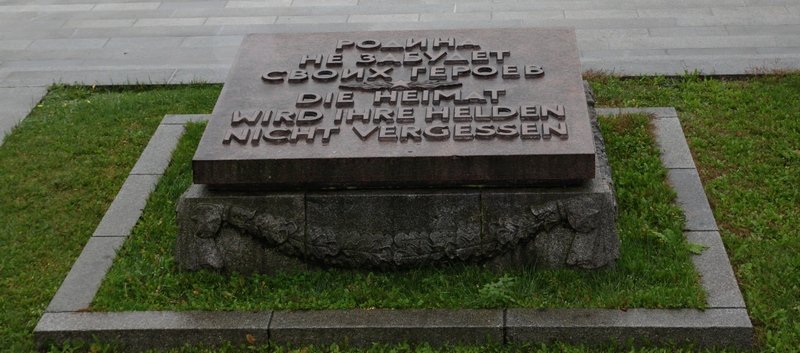 РОДИНА
НЕ ЗАБУДЕТ
СВОИХ ГЕРОЕВ
DIE HEIMAT
WIRD IHRE HELDEN
NICHT VERGESSEN